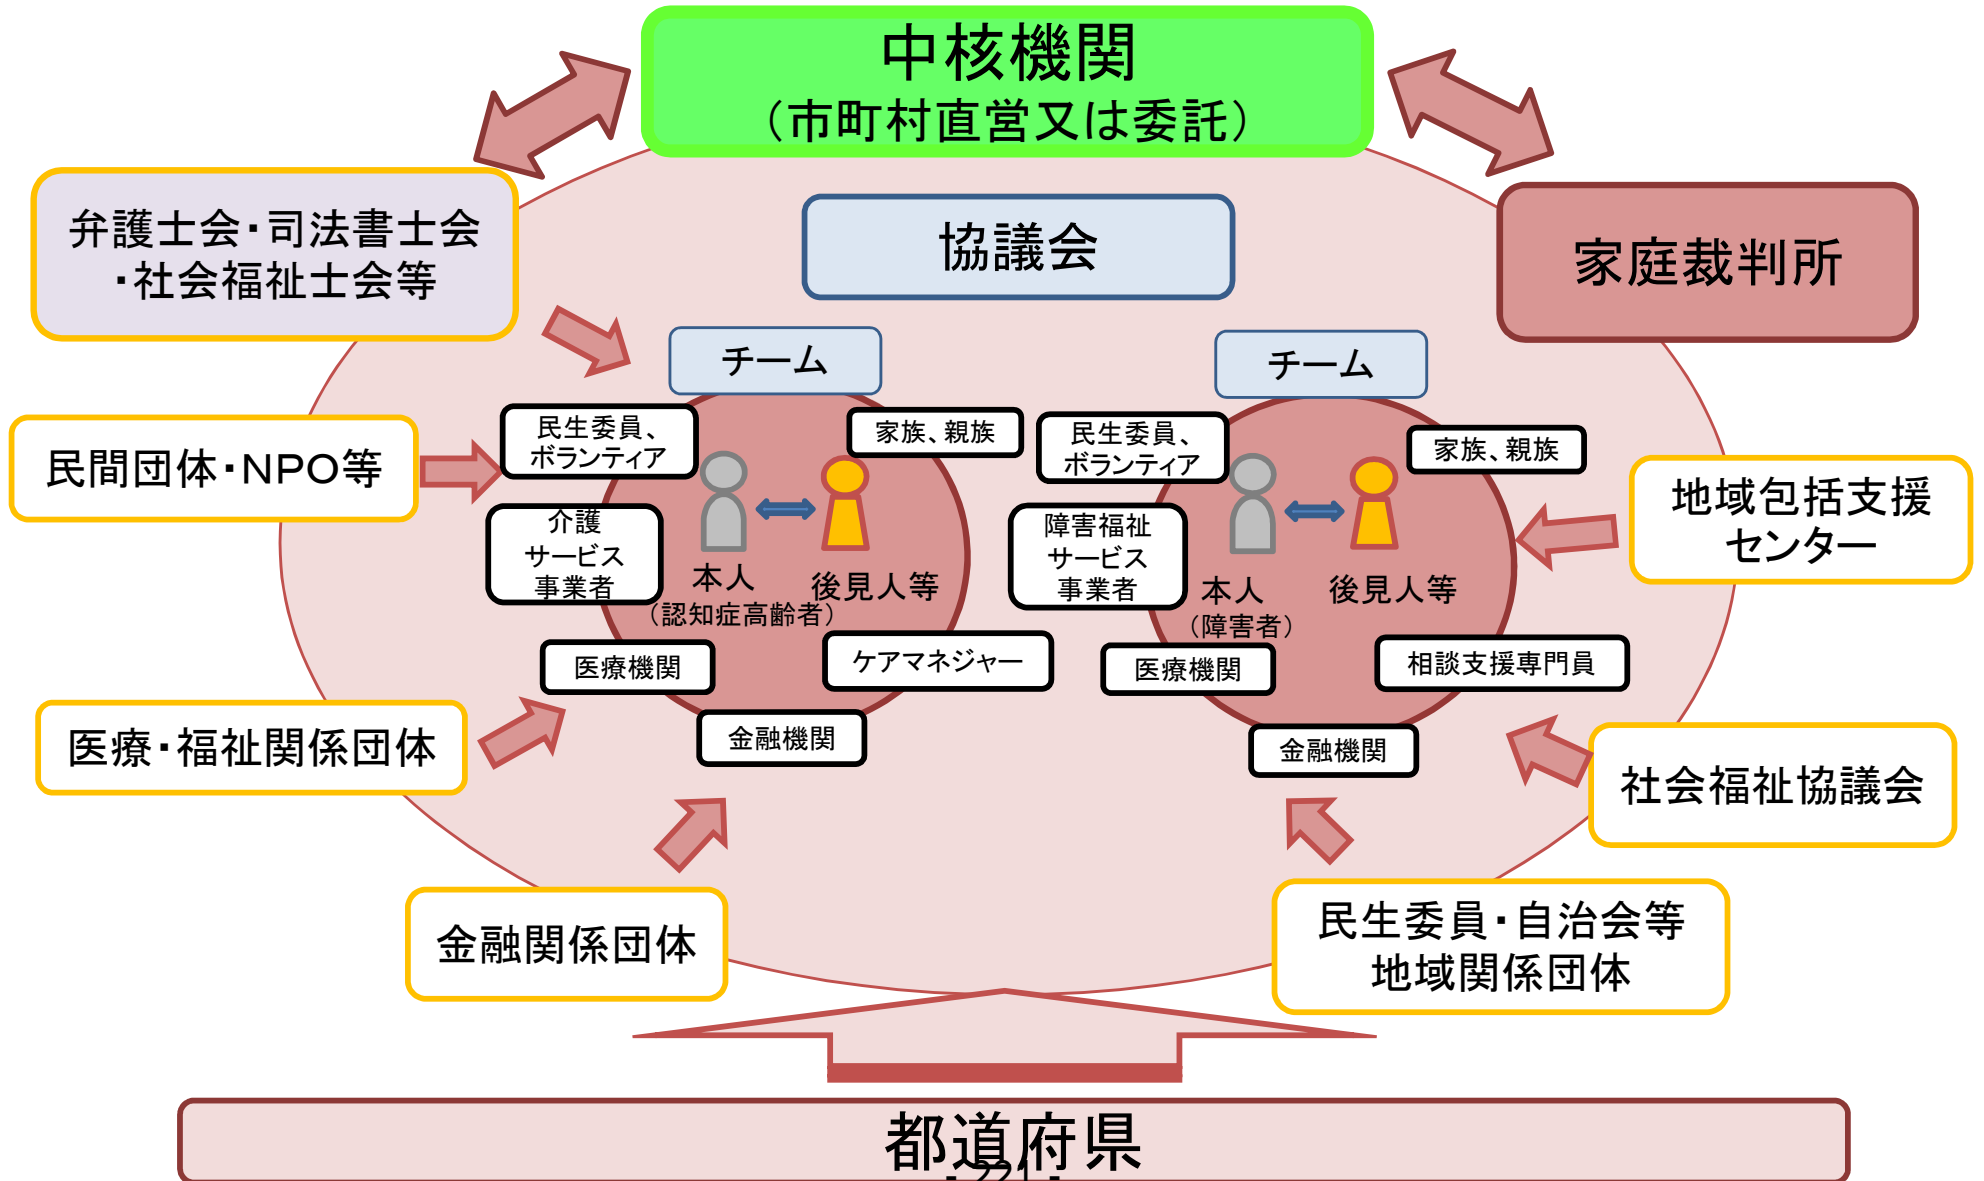 中核機関
（市町村直営又は委託）
弁護士会・司法書士会
・社会福祉士会等
協議会
家庭裁判所
チーム
チーム
民間団体・NPO等
民生委員、
ボランティア
家族、親族
介護
サービス
事業者
本人
（認知症高齢者）
後見人等
医療機関
ケアマネジャー
金融機関
民生委員、
ボランティア
家族、親族
障害福祉
サービス
事業者
本人
（障害者）
後見人等
医療機関
相談支援専門員
金融機関
地域包括支援
センター
医療・福祉関係団体
社会福祉協議会
金融関係団体
民生委員・自治会等
地域関係団体
都道府県
- 221 -